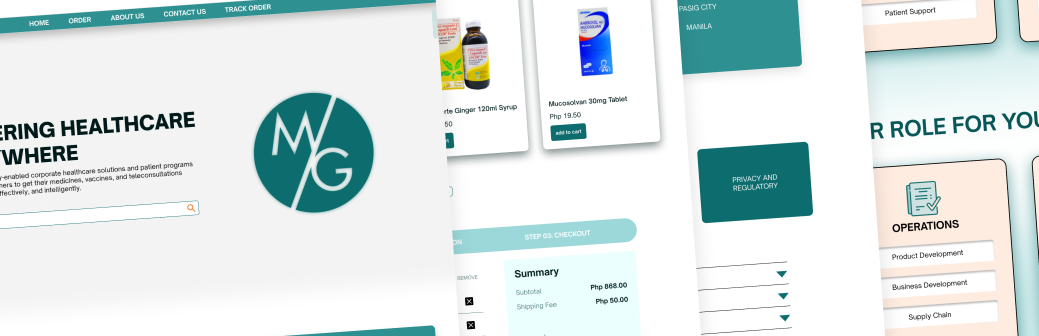 HOME ORDER ABOUT US CONTACT US TRACK ORDER
ERING HEALTHCARE
YWHERE
y-enabled corporate healthcare solutions and patient programs
ners to get their medicines, vaccines, and teleconsultations
effectively, and intelligently.
M/G
rte Ginger 120ml Syrup
50
Mucosolvan 30mg Tablet
Php 19.50
add to cart
ON
STEP 03: CHECKOUT
REMOVE
Summary
Subtotal Php 868.00
Shipping Fee Php 50.00
PASIG CITY
MANILA
PRIVACY AND
REGULATORY
Patient Support
R ROLE FOR YOU
OPERATIONS
Product Development
Business Development
Supply Chain